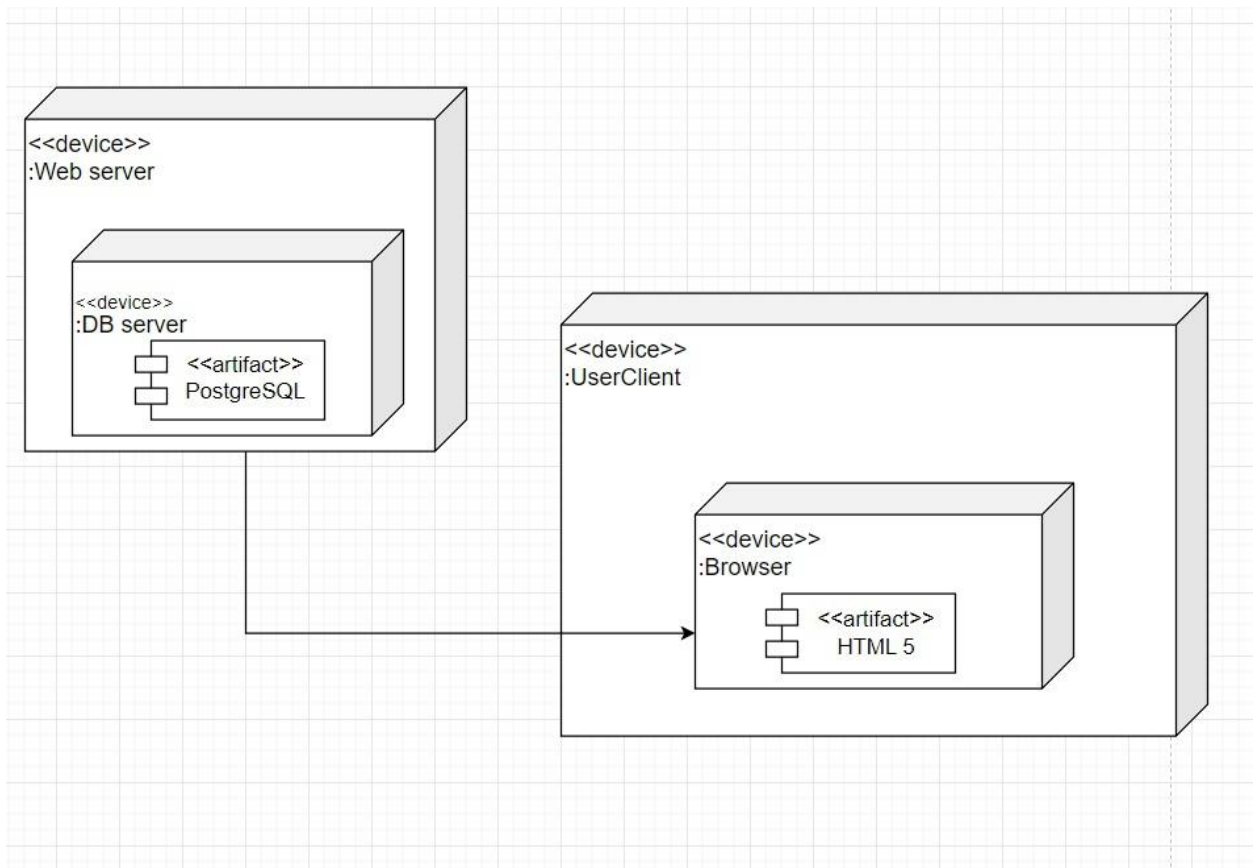 <<device>>
:Web server
<<device>>
:DB server
<<artifact>>
PostgreSQL
<<device>>
:UserClient
<<device>>
:Browser
<<artifact>>
HTML 5